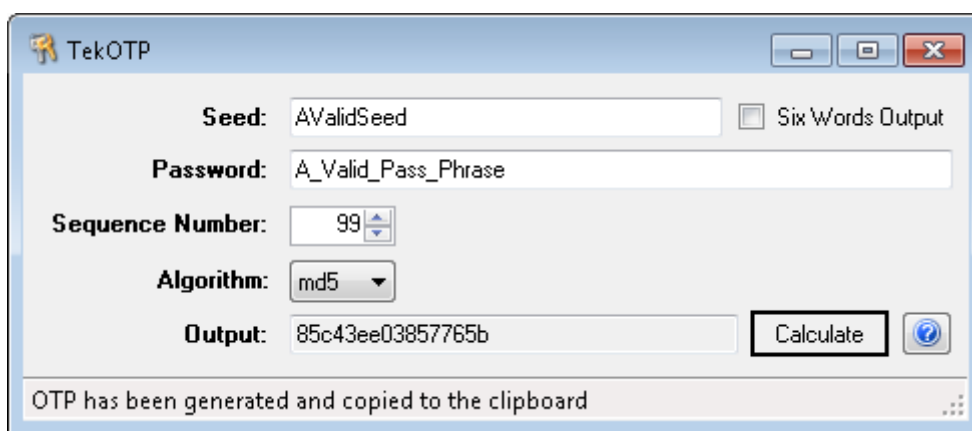 TekOTP
Seed: AValidSeed Six Words Output
Password: A_Valid_Pass_Phrase
Sequence Number: 99
Algorithm: md5
Output: 85c43ee03857765b Calculate
OTP has been generated and copied to the clipboard